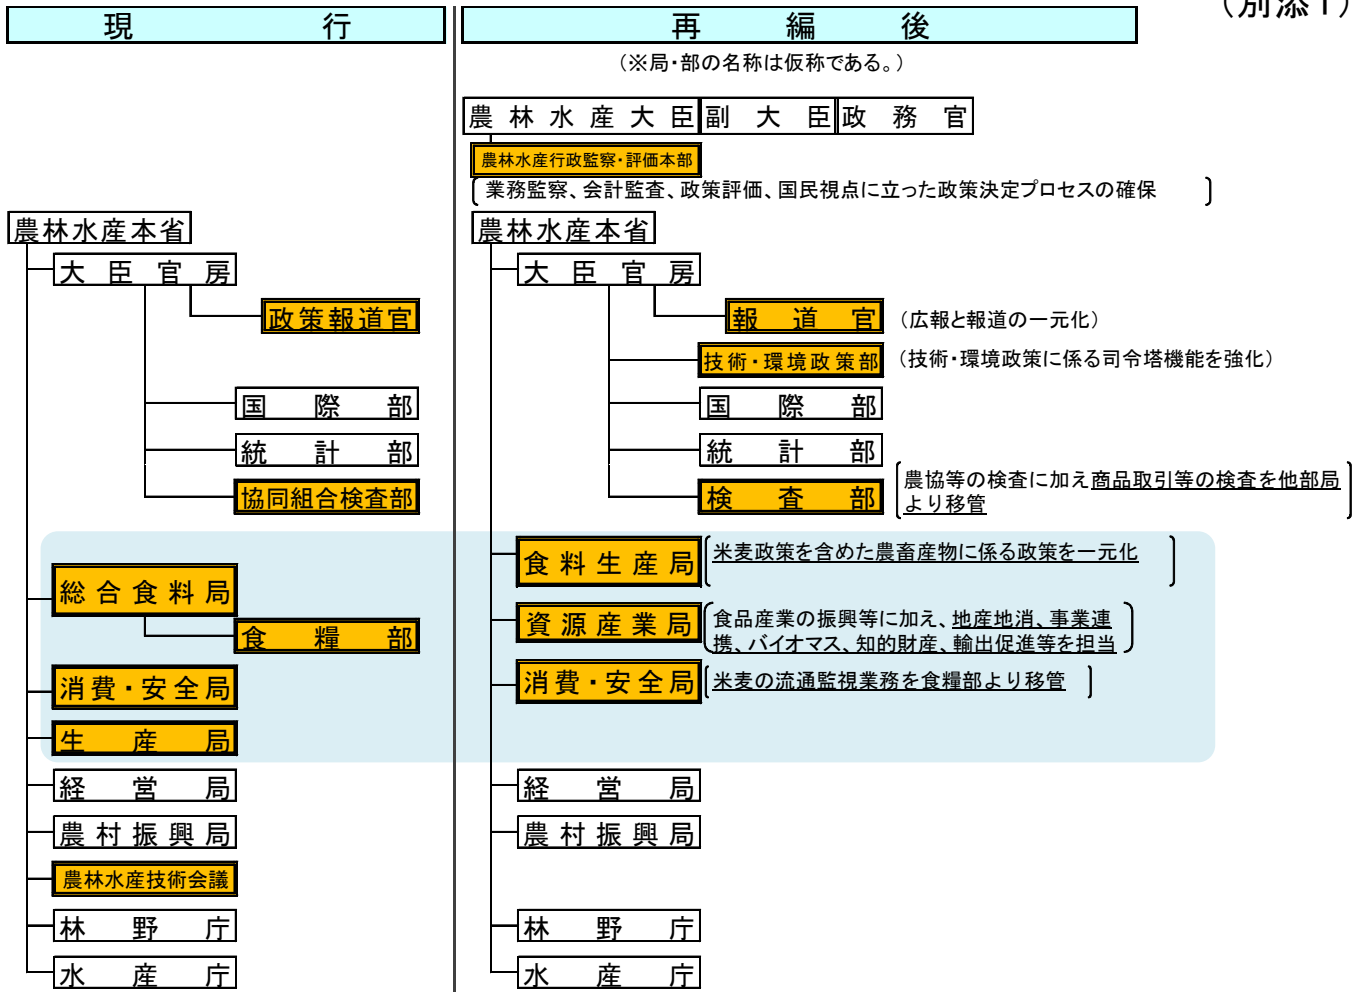 （別添1）
現行
再編後
（※局・部の名称は仮称である。）
農林水産大臣 副大臣 政務官
農林水産行政監察・評価本部
業務監察、会計監査、政策評価、国民視点に立った政策決定プロセスの確保
農林水産本省
大臣官房
政策報道官
国際部
統計部
協同組合検査部
総合食料局
食糧部
消費・安全局
生産局
経営局
農村振興局
農林水産技術会議
林野庁
水産庁
農林水産本省
大臣官房
報道官
（広報と報道の一元化）
技術・環境政策部
（技術・環境政策に係る司令塔機能を強化）
国際部
統計部
検査部
農協等の検査に加え商品取引等の検査を他部局
より移管
食料生産局
米麦政策を含めた農畜産物に係る政策を一元化
資源産業局
食品産業の振興等に加え、地産地消、事業連
携、バイオマス、知的財産、輸出促進等を担当
消費・安全局
米麦の流通監視業務を食糧部より移管
経営局
農村振興局
林野庁
水産庁